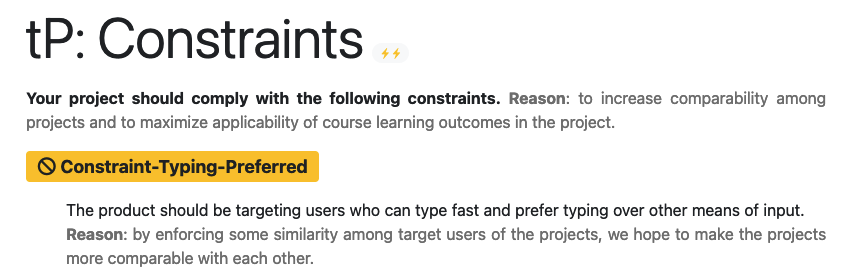 tP: Constraints
Your project should comply with the following constraints. Reason: to increase comparability among
projects and to maximize applicability of course learning outcomes in the project.
Constraint-Typing-Preferred
The product should be targeting users who can type fast and prefer typing over other means of input.
Reason: by enforcing some similarity among target users of the projects, we hope to make the projects
more comparable with each other.